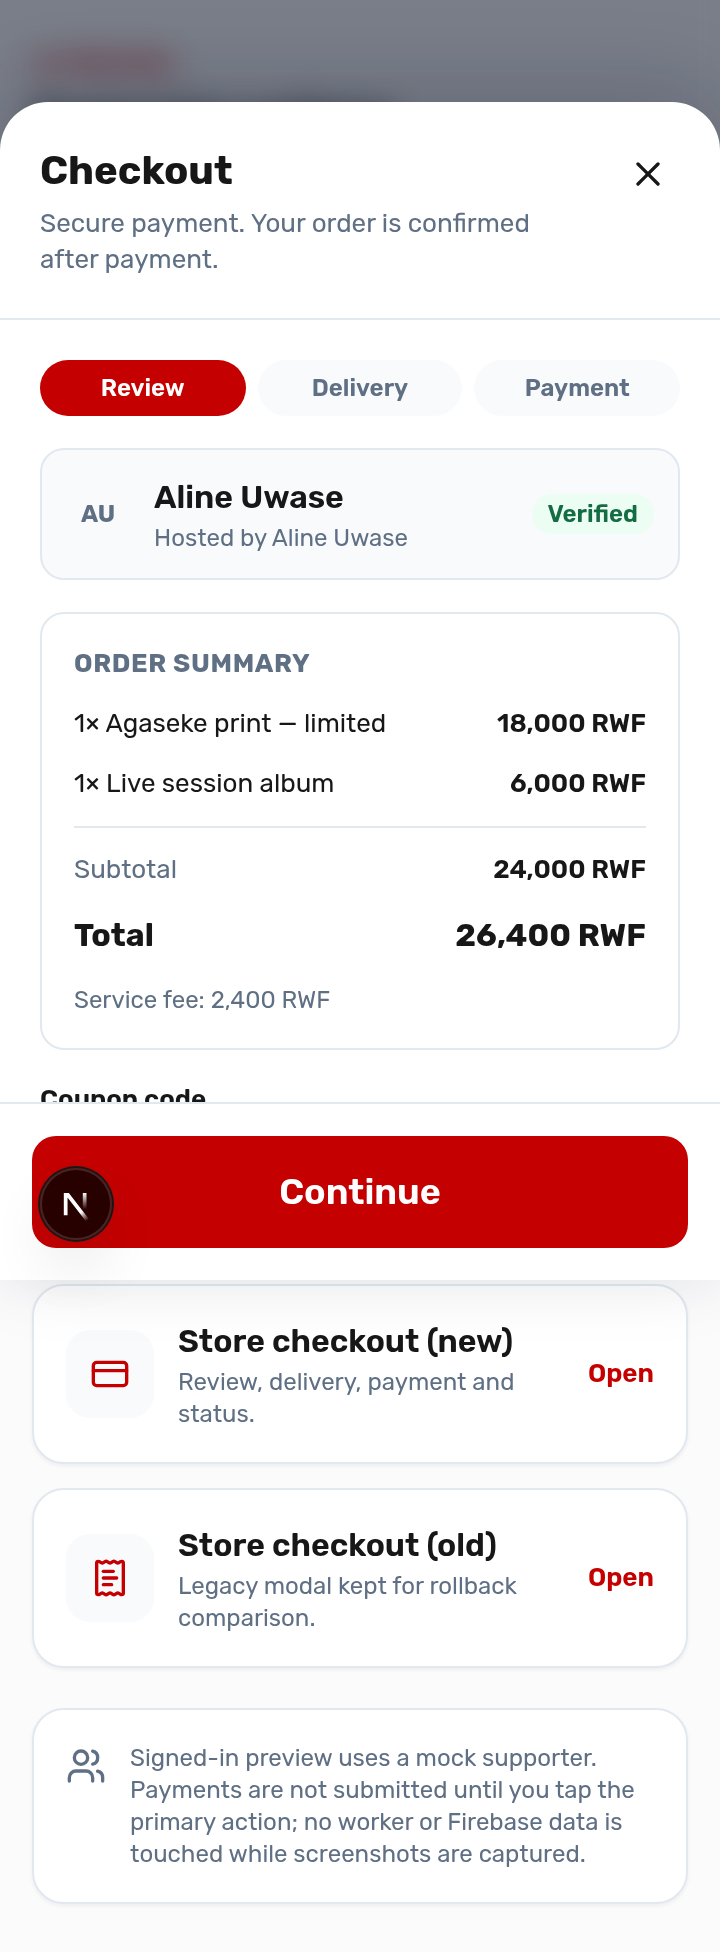 Checkout
Secure payment. Your order is confirmed
after payment.
Review
Delivery
Payment
AU
Aline Uwase
Hosted by Aline Uwase
Verified
ORDER SUMMARY
1× Agaseke print — limited
18,000 RWF
1× Live session album
6,000 RWF
Subtotal
24,000 RWF
Total
26,400 RWF
Service fee: 2,400 RWF
Coupon code
Continue
N
Store checkout (new)
Review, delivery, payment and
status.
Open
Store checkout (old)
Legacy modal kept for rollback
comparison.
Open
Signed-in preview uses a mock supporter.
Payments are not submitted until you tap the
primary action; no worker or Firebase data is
touched while screenshots are captured.